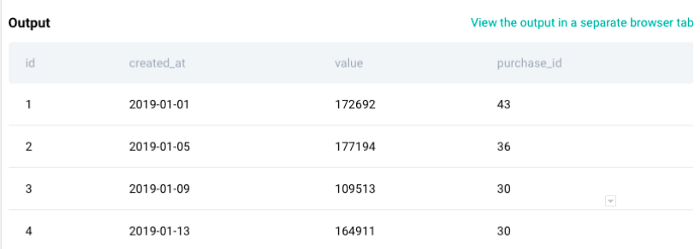 Output View the output in a separate browser tab
id created_at value purchase_id
1 2019-01-01 172692 43
2 2019-01-05 177194 36
3 2019-01-09 109513 30
4 2019-01-13 164911 30